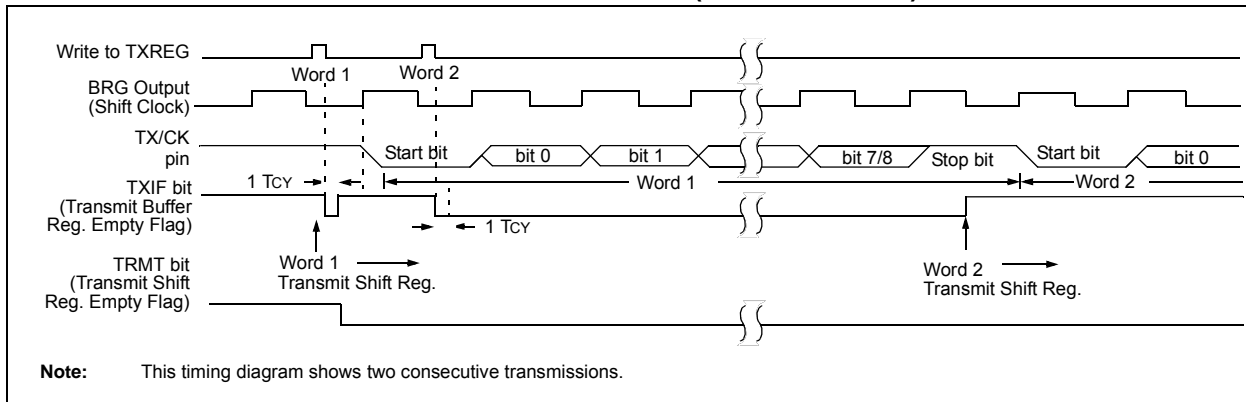 Write to TXREG
Word 1
Word 2
BRG Output
(Shift Clock)
TX/CK
pin
Start bit
bit 0
bit 1
bit 7/8
Stop bit
Start bit
bit 0
1 TCY
Word 1
Word 2
TXIF bit
(Transmit Buffer
Reg. Empty Flag)
1 TCY
Word 1
Transmit Shift Reg.
Word 2
Transmit Shift Reg.
TRMT bit
(Transmit Shift
Reg. Empty Flag)
Note: This timing diagram shows two consecutive transmissions.